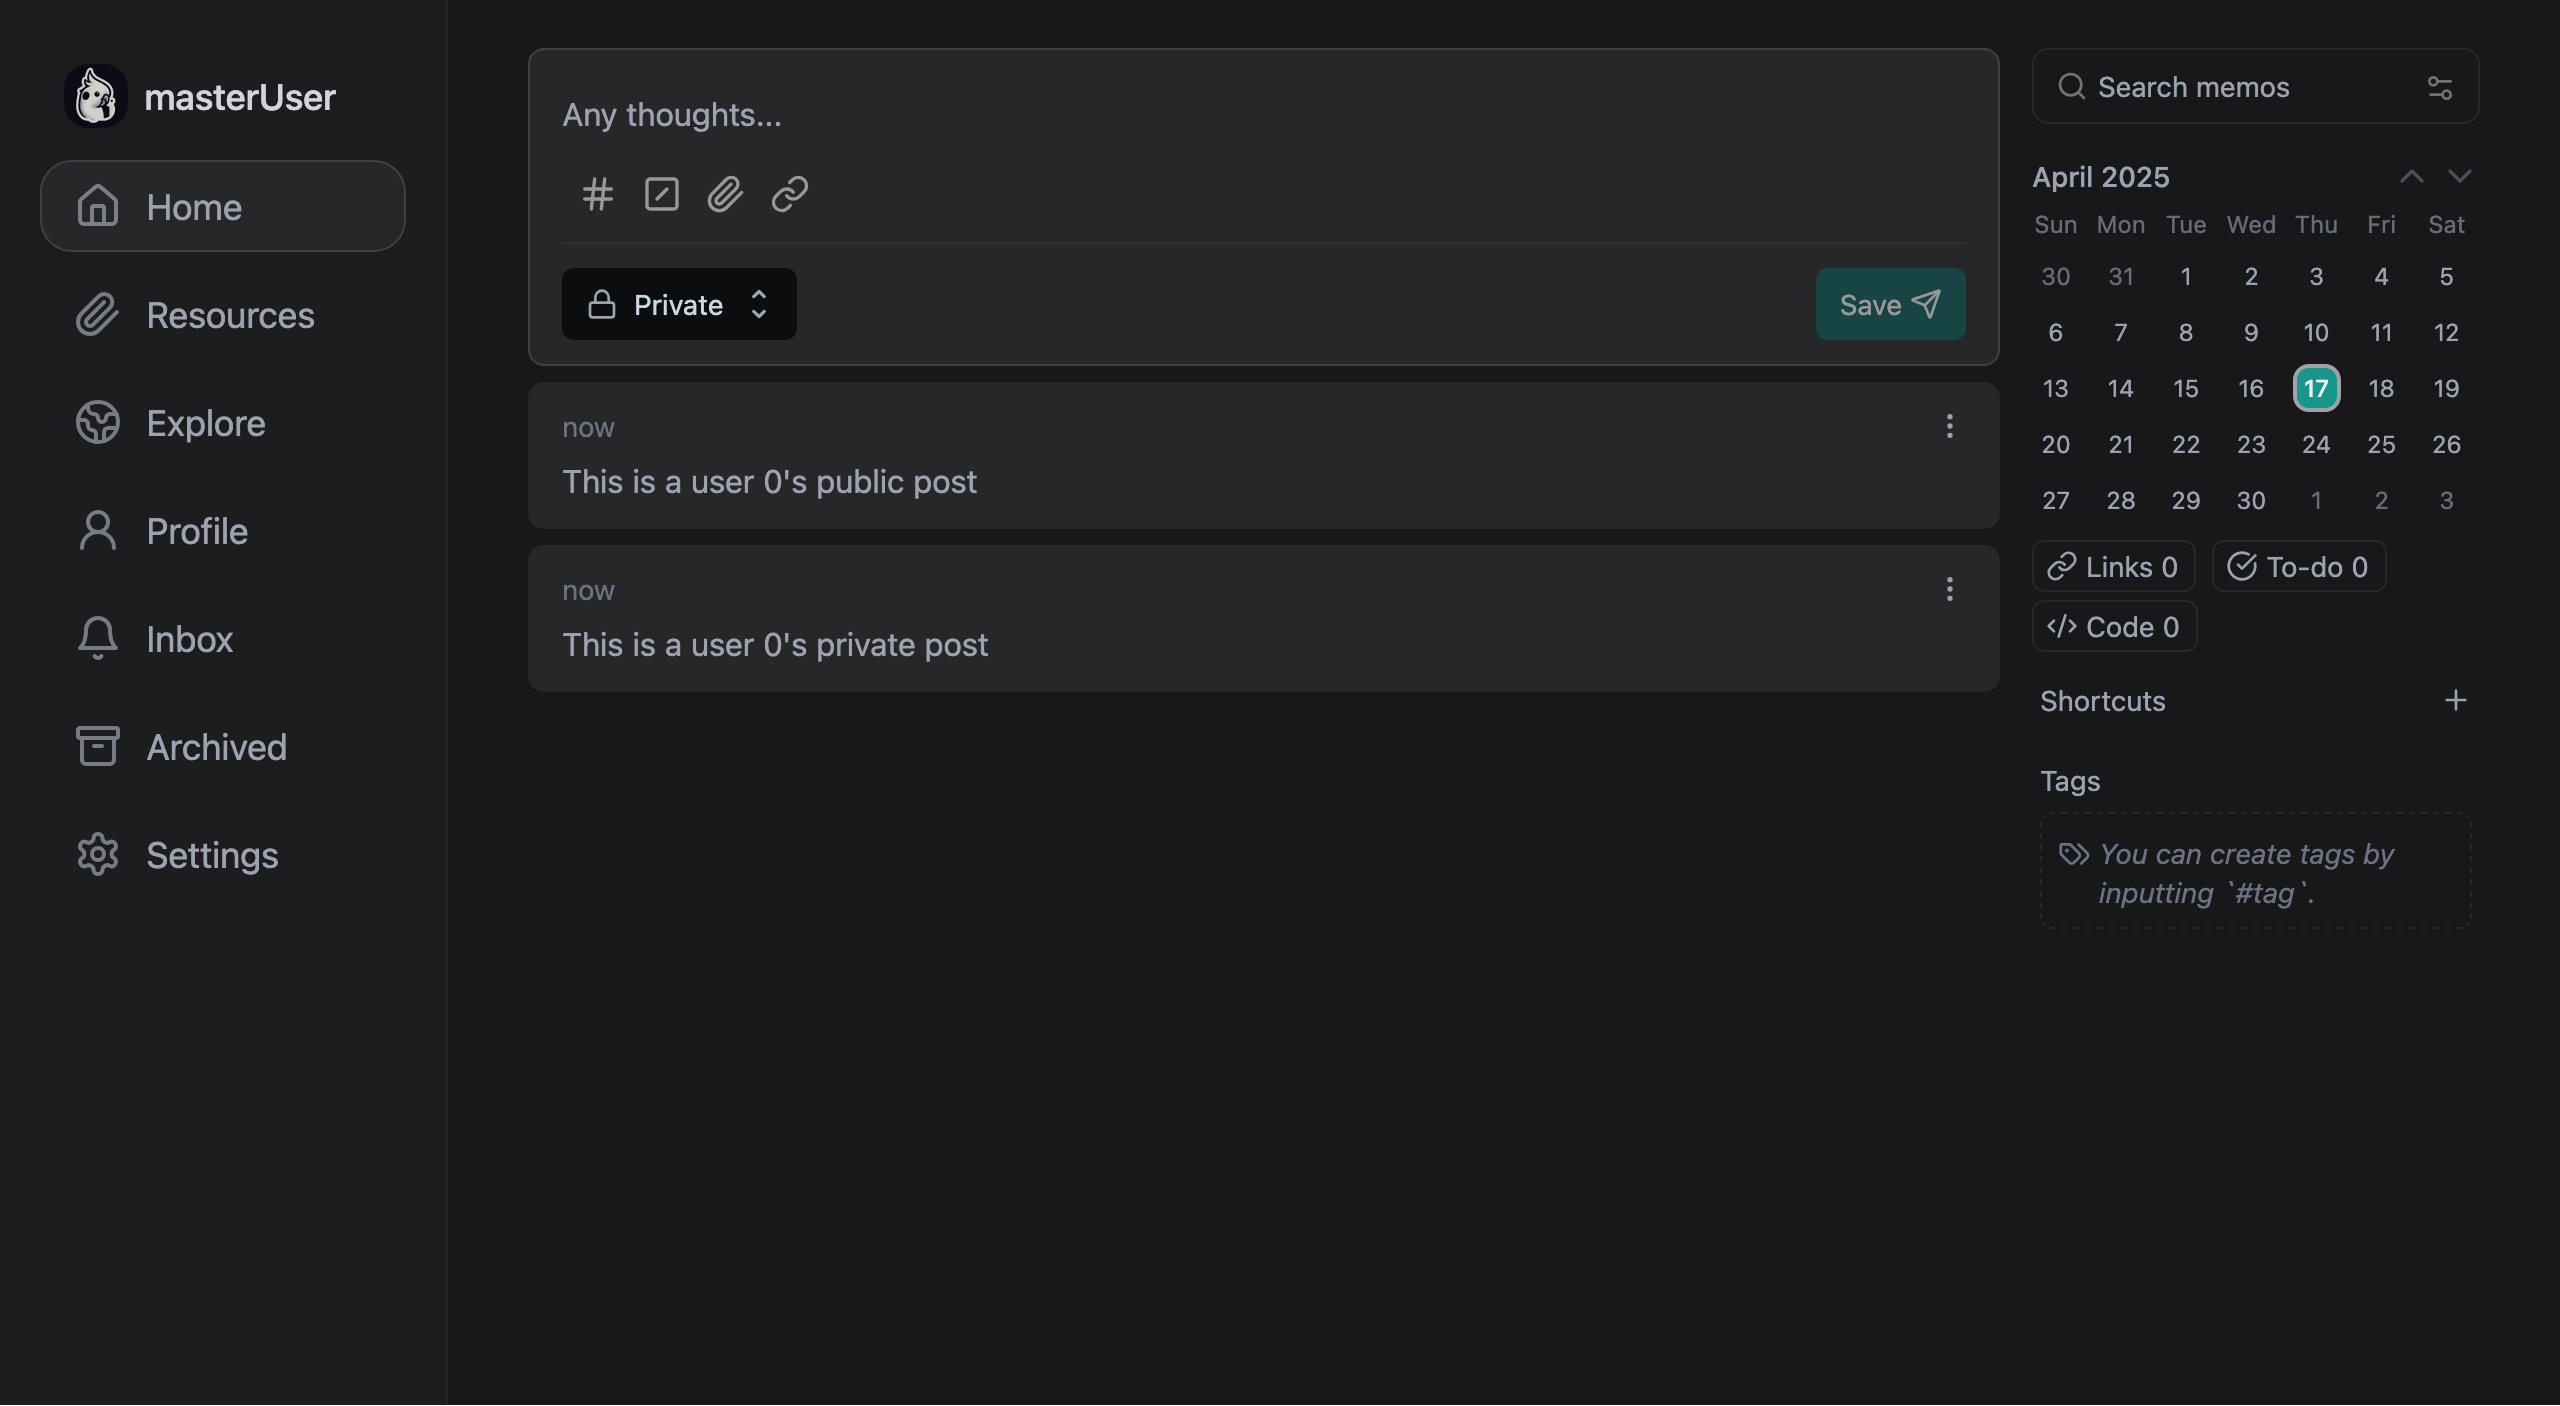 masterUser
Home
Resources
Explore
Profile
Inbox
Archived
Settings
Any thoughts...
Private
Save
now
This is a user 0's public post
now
This is a user 0's private post
Search memos
April 2025
Sun Mon Tue Wed Thu Fri Sat
30 31 1 2 3 4 5
6 7 8 9 10 11 12
13 14 15 16 17 18 19
20 21 22 23 24 25 26
27 28 29 30 1 2 3
Links 0 To-do 0
Code 0
Shortcuts
Tags
You can create tags by
inputting `#tag`.